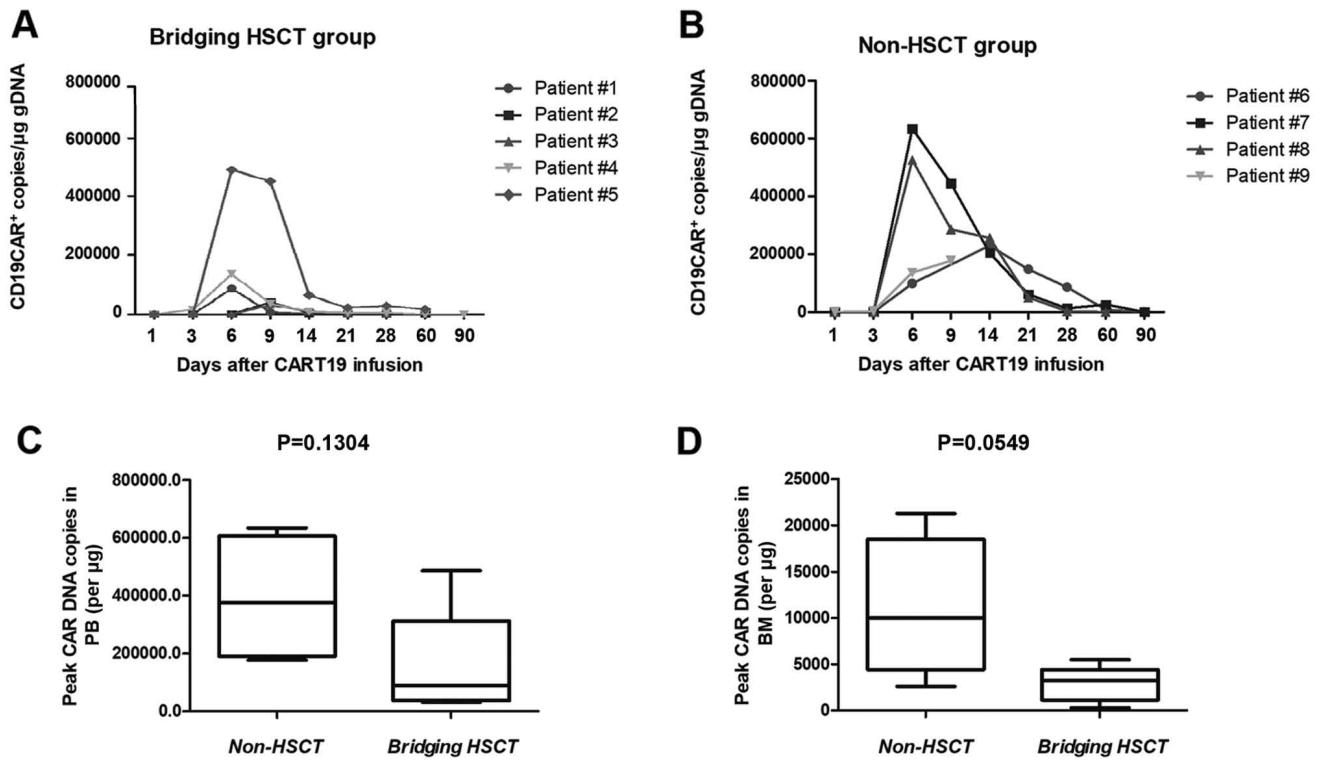 A
Bridging HSCT group
CD19CAR+ copies/µg gDNA
800000
600000
400000
200000
0
1 3 6 9 14 21 28 60 90
Days after CART19 infusion
Patient #1
Patient #2
Patient #3
Patient #4
Patient #5
B
Non-HSCT group
CD19CAR+ copies/µg gDNA
800000
600000
400000
200000
0
1 3 6 9 14 21 28 60 90
Days after CART19 infusion
Patient #6
Patient #7
Patient #8
Patient #9
C
P=0.1304
Peak CAR DNA copies in
PB (per µg)
800000.0
600000.0
400000.0
200000.0
0.0
Non-HSCT Bridging HSCT
D
P=0.0549
Peak CAR DNA copies in
BM (per µg)
25000
20000
15000
10000
5000
0
Non-HSCT Bridging HSCT